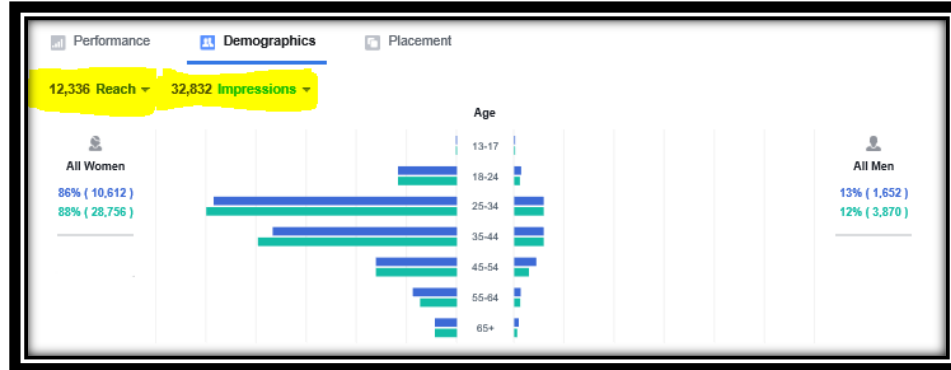 Performance Demographics Placement
12,336 Reach 32,832 Impressions
Age
All Women
86% ( 10,612 )
88% ( 28,756 )
13-17
18-24
25-34
35-44
45-54
55-64
65+
All Men
13% ( 1,652 )
12% ( 3,870 )